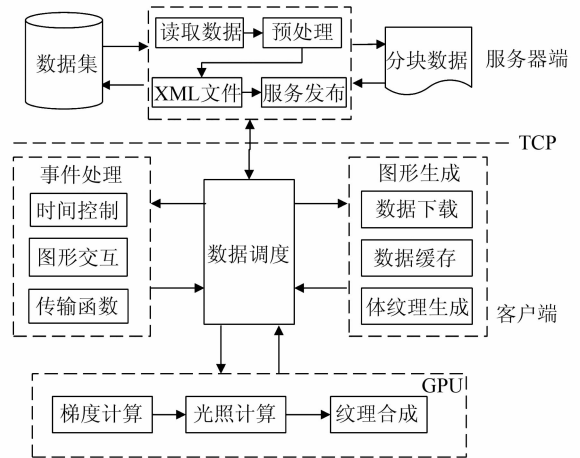 读取数据
预处理
数据集
分块数据
服务器端
XML文件
服务发布
TCP
事件处理
图形生成
时间控制
数据下载
图形交互
数据调度
数据缓存
传输函数
体纹理生成
客户端
GPU
梯度计算
光照计算
纹理合成